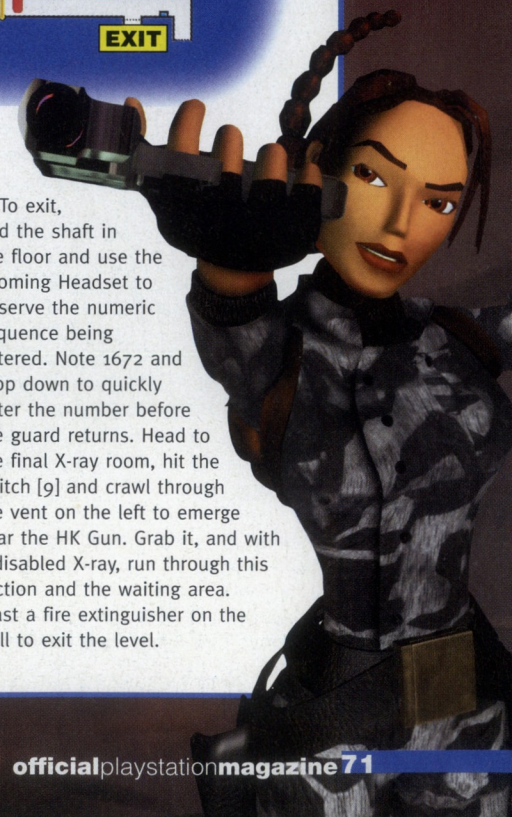 EXIT
To exit,
d the shaft in
e floor and use the
oming Headset to
serve the numeric
quence being
tered. Note 1672 and
op down to quickly
ter the number before
e guard returns. Head to
e final X-ray room, hit the
itch [9] and crawl through
e vent on the left to emerge
ar the HK Gun. Grab it, and with
disabled X-ray, run through this
ction and the waiting area.
ast a fire extinguisher on the
ll to exit the level.
officialplaystationmagazine 71